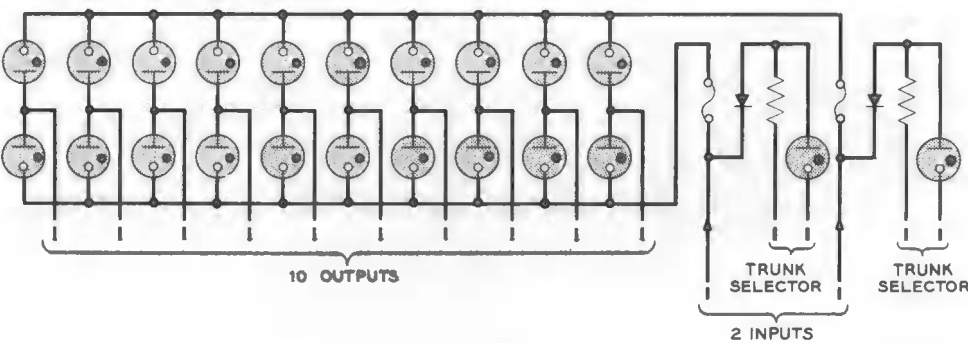 10 OUTPUTS
TRUNK
SELECTOR
TRUNK
SELECTOR
2 INPUTS